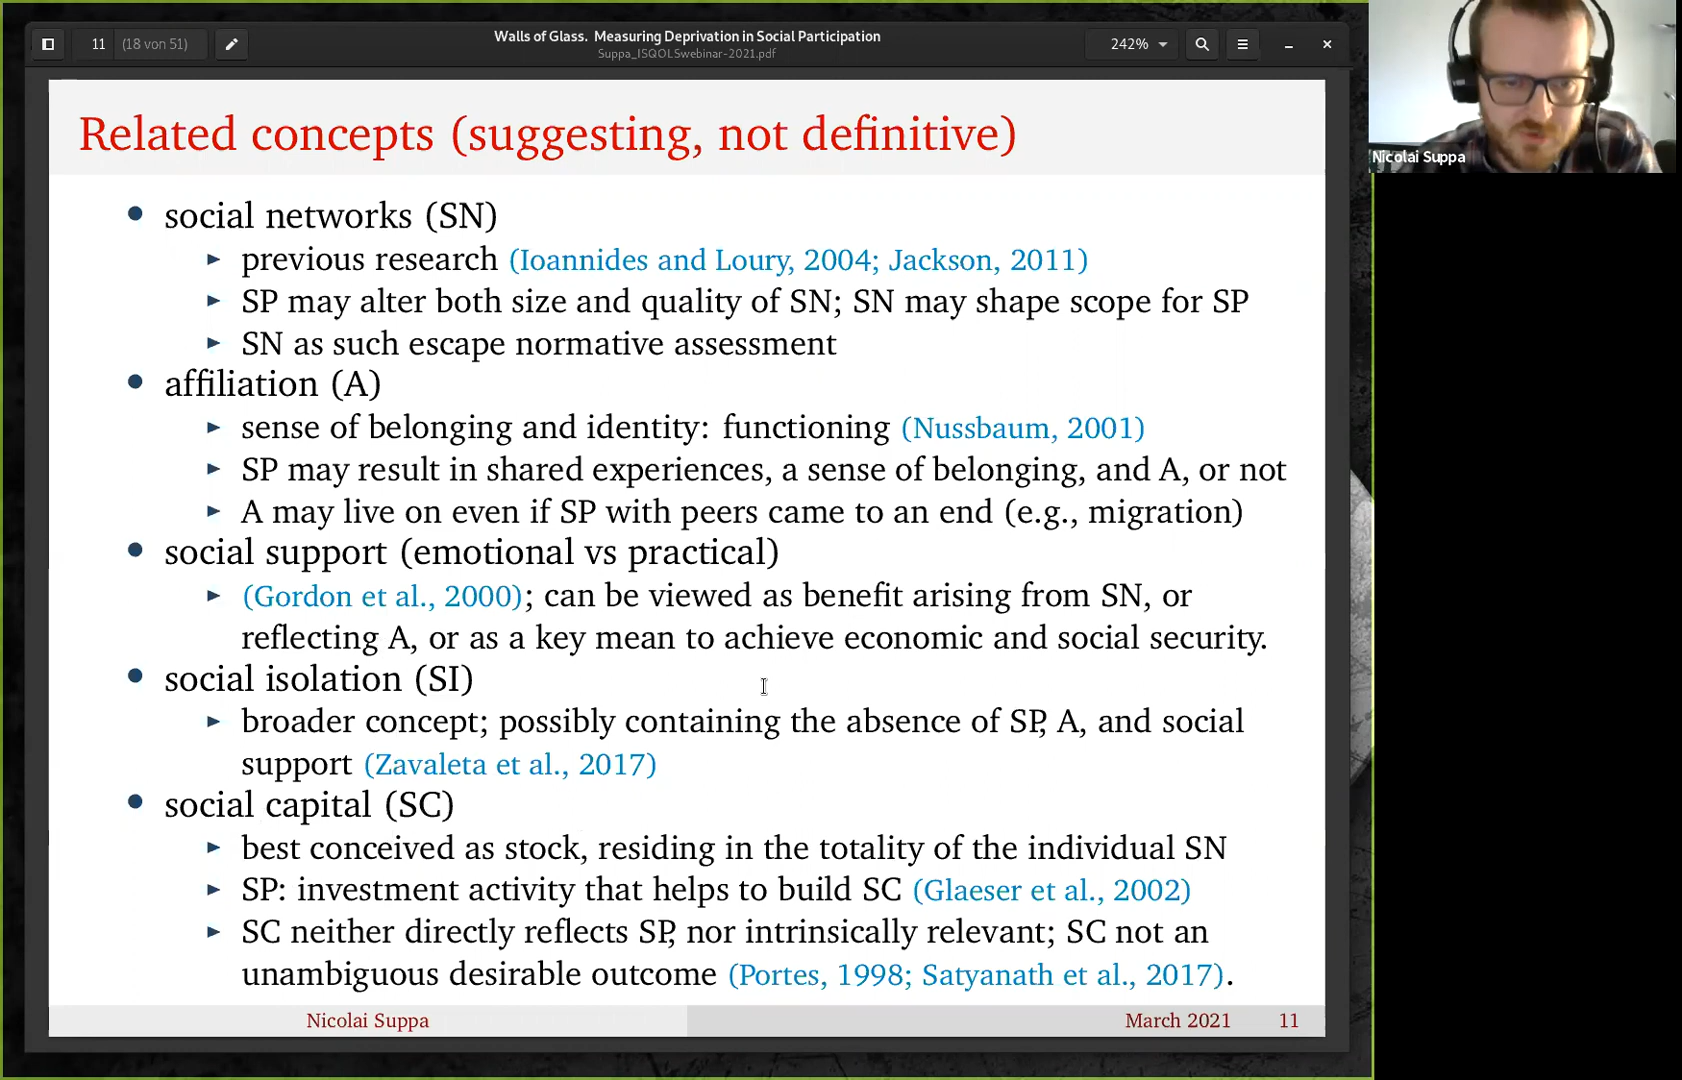 11 (18 von 51)
Walls of Glass. Measuring Deprivation in Social Participation
Suppa_ISQOLSwebinar-2021.pdf
242%
Nicolai Suppa
Related concepts (suggesting, not definitive)
social networks (SN)
previous research (Ioannides and Loury, 2004; Jackson, 2011)
SP may alter both size and quality of SN; SN may shape scope for SP
SN as such escape normative assessment
affiliation (A)
sense of belonging and identity: functioning (Nussbaum, 2001)
SP may result in shared experiences, a sense of belonging, and A, or not
A may live on even if SP with peers came to an end (e.g., migration)
social support (emotional vs practical)
(Gordon et al., 2000); can be viewed as benefit arising from SN, or
reflecting A, or as a key mean to achieve economic and social security.
social isolation (SI)
broader concept; possibly containing the absence of SP, A, and social
support (Zavaleta et al., 2017)
social capital (SC)
best conceived as stock, residing in the totality of the individual SN
SP: investment activity that helps to build SC (Glaeser et al., 2002)
SC neither directly reflects SP, nor intrinsically relevant; SC not an
unambiguous desirable outcome (Portes, 1998; Satyanath et al., 2017).
Nicolai Suppa March 2021 11